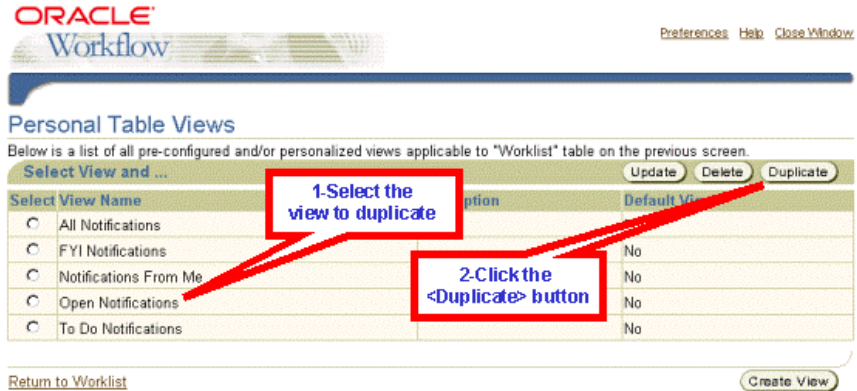 ORACLE
Workflow
Preferences Help Close Window
Personal Table Views
Below is a list of all pre-configured and/or personalized views applicable to "Worklist" table on the previous screen.
Select View and ... Update Delete Duplicate
Select View Name ption Default Vi
1-Select the
view to duplicate
All Notifications
FYI Notifications No
Notifications From Me No
2-Click the
<Duplicate> button
Open Notifications No
To Do Notifications No
Return to Worklist Create View